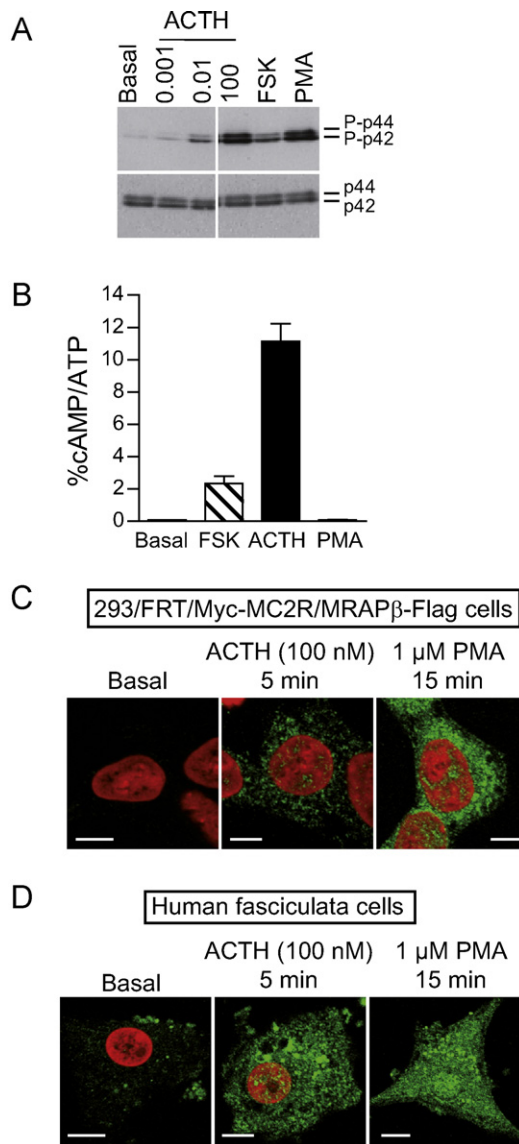 A
ACTH
Basal 0.001 0.01 100 FSK PMA
P-p44
P-p42
p44
p42
B
14
12
10
8
6
4
2
0
%cAMP/ATP
Basal FSK ACTH PMA
C
293/FRT/Myc-MC2R/MRAPβ-Flag cells
ACTH (100 nM) 1 µM PMA
Basal 5 min 15 min
D
Human fasciculata cells
ACTH (100 nM) 1 µM PMA
Basal 5 min 15 min